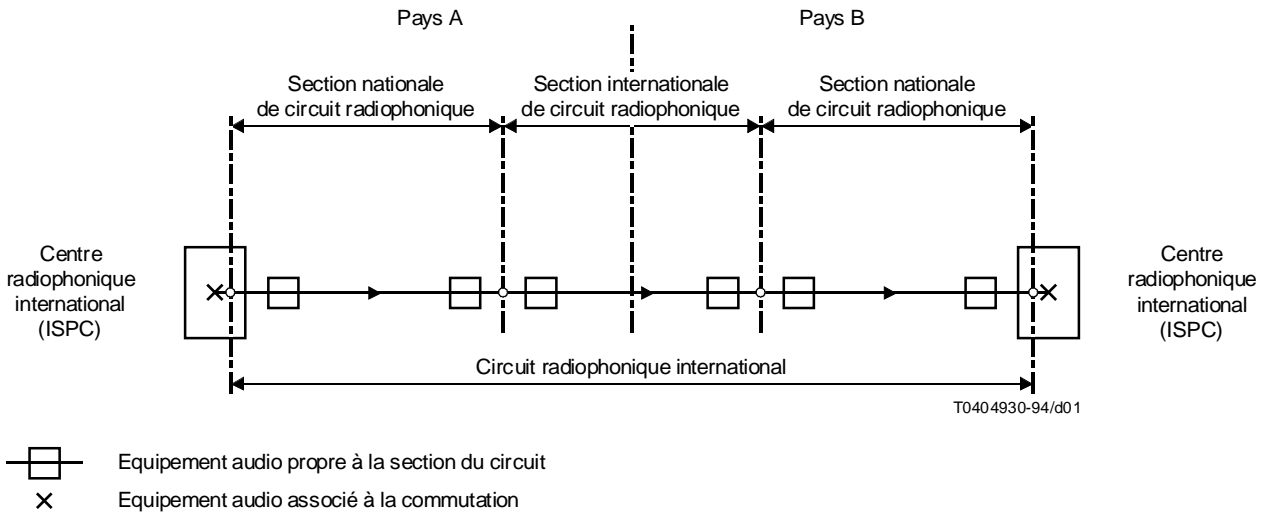 Pays A
Pays B
Section nationale
de circuit radiophonique
Section internationale
de circuit radiophonique
Section nationale
de circuit radiophonique
Centre
radiophonique
international
(ISPC)
Centre
radiophonique
international
(ISPC)
Circuit radiophonique international
T0404930-94/d01
Equipement audio propre à la section du circuit
Equipement audio associé à la commutation